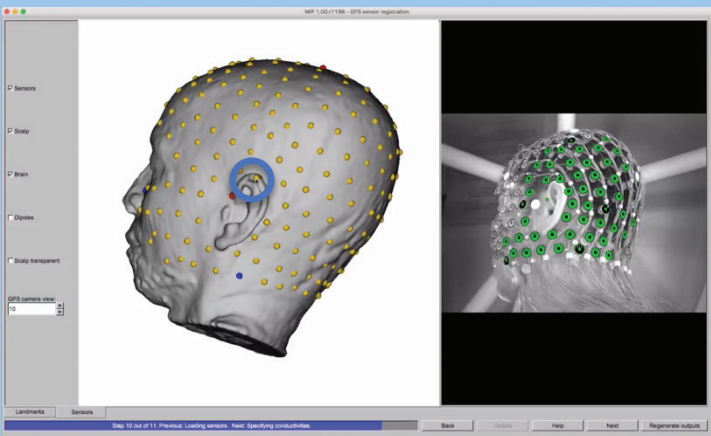 MIP 1.00.r1196 - GPS sensor registration
Sensors
Scalp
Brain
Dipoles
Scalp transparent
GPS camera view:
10
Landmarks
Sensors
Step 10 out of 11. Previous: Loading sensors. Next: Specifying conductivities.
Back
Update
Help
Next
Regenerate outputs